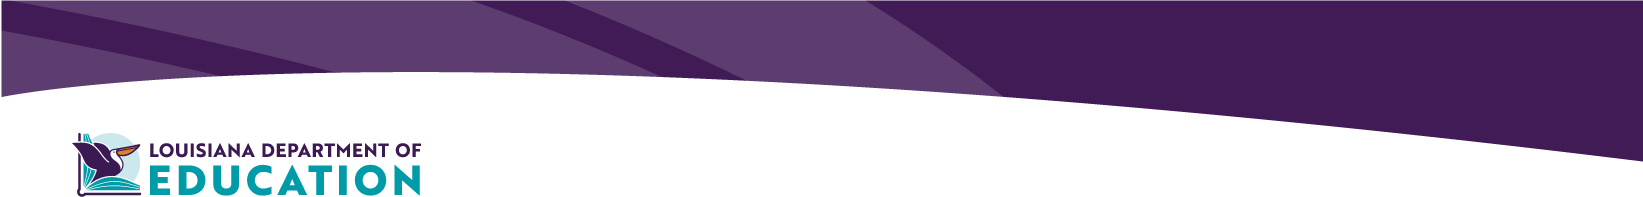 LOUISIANA DEPARTMENT OF
EDUCATION